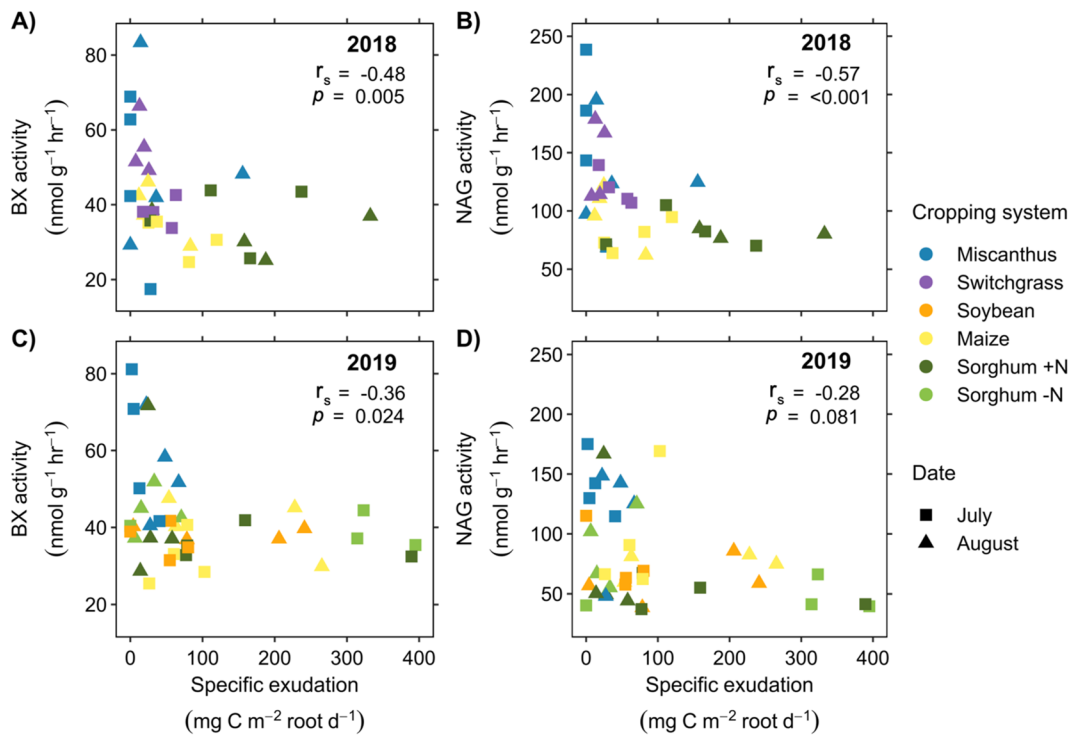 A)
2018
rs = -0.48
p = 0.005
80
60
40
20
BX activity
(nmol g−1 hr−1)
B)
2018
rs = -0.57
p = <0.001
250
200
150
100
50
NAG activity
(nmol g−1 hr−1)
C)
2019
rs = -0.36
p = 0.024
80
60
40
20
BX activity
(nmol g−1 hr−1)
0 100 200 300 400
Specific exudation
(mg C m−2 root d−1)
D)
2019
rs = -0.28
p = 0.081
250
200
150
100
50
NAG activity
(nmol g−1 hr−1)
0 100 200 300 400
Specific exudation
(mg C m−2 root d−1)
Cropping system
Miscanthus
Switchgrass
Soybean
Maize
Sorghum +N
Sorghum -N
Date
July
August